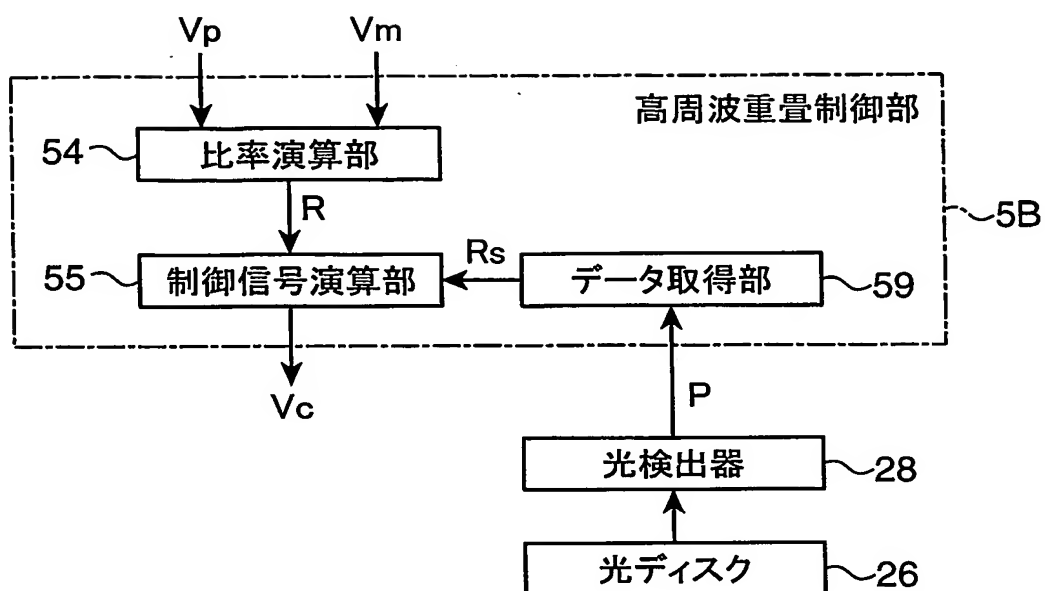 Vp Vm
高周波重畳制御部
54 比率演算部
R
5B
Rs
55 制御信号演算部 データ取得部 59
Vc
P
光検出器 28
光ディスク 26